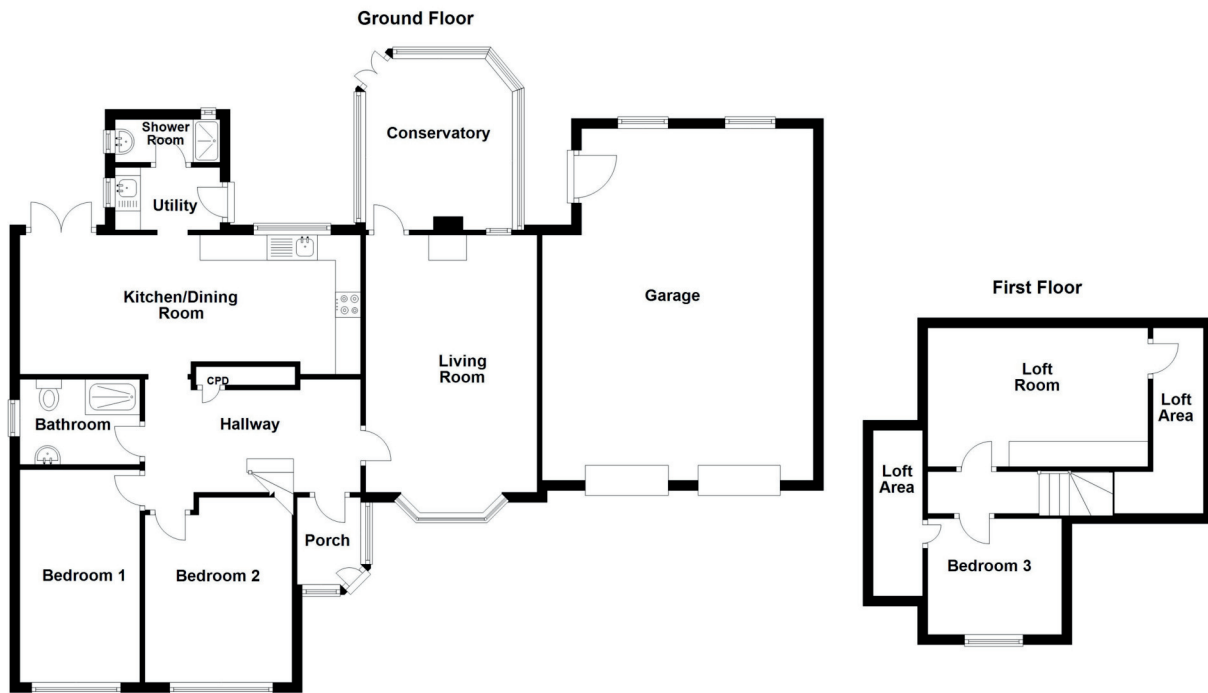 Ground Floor
Shower
Room
Conservatory
Utility
Kitchen/Dining
Room
Garage
Living
Room
CPD
Bathroom
Hallway
Porch
Bedroom 1
Bedroom 2
First Floor
Loft
Room
Loft
Area
Loft
Area
Bedroom 3